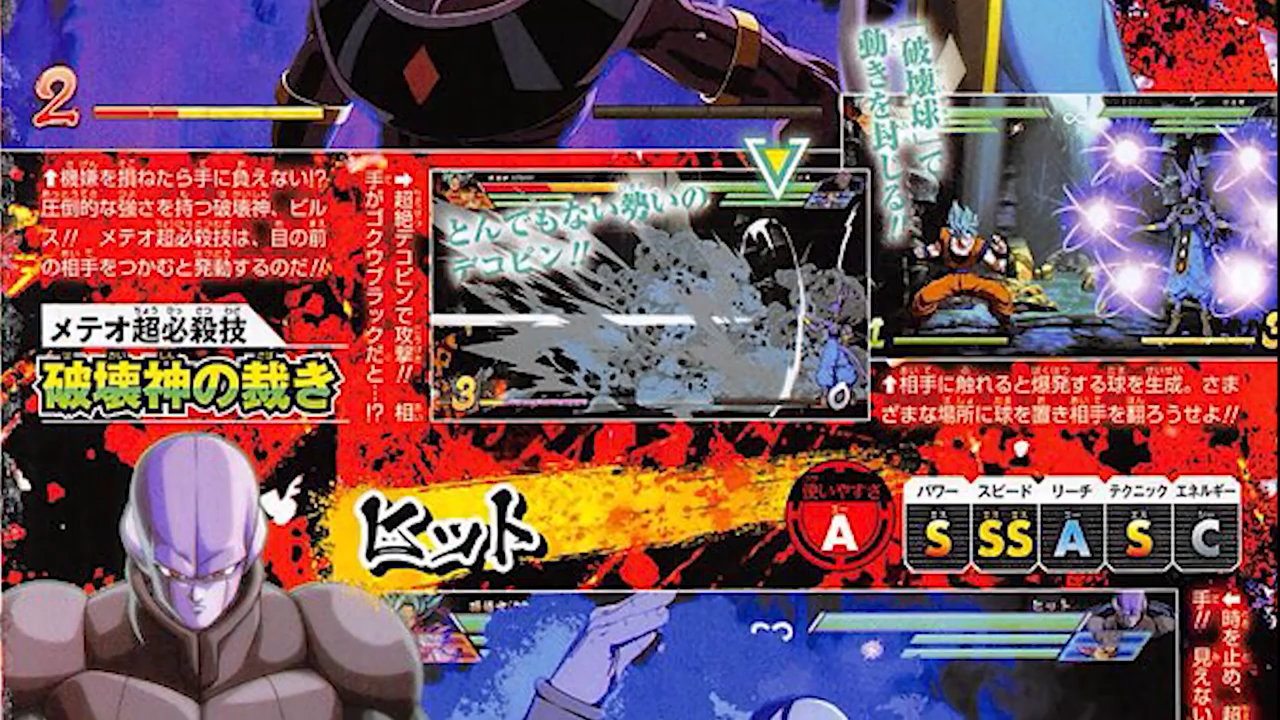 2
「破壊球」で
動きを封じる!!
↑機嫌を損ねたら手に負えない!?
圧倒的な強さを持つ破壊神、ビル
ス!! メテオ超必殺技は、目の前
の相手をつかむと発動するのだ!!
メテオ超必殺技
破壊神の裁き
→超絶デコピンで攻撃!! 相
手がゴクウブラックだと…!?
とんでもない勢いの
デコピン!!
3
0
↑相手に触れると爆発する球を生成。さま
ざまな場所に球を置き相手を翻ろうせよ!!
ヒット
使いやすさ
A
パワー スピード リーチ テクニック エネルギー
S SS A S C
ヒット
←時を止め、超
手!! 見えない